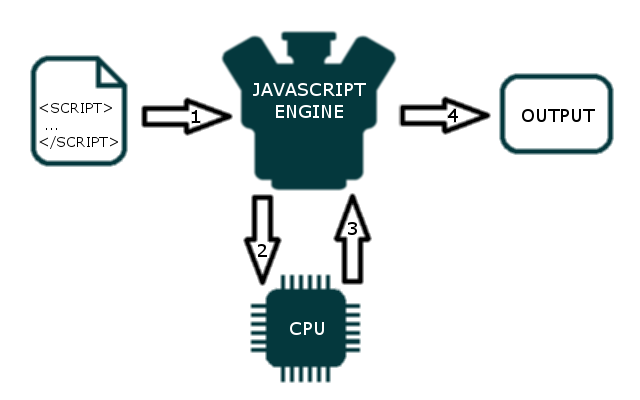 <SCRIPT>
...
</SCRIPT>
1
JAVASCRIPT
ENGINE
4
OUTPUT
2
3
CPU